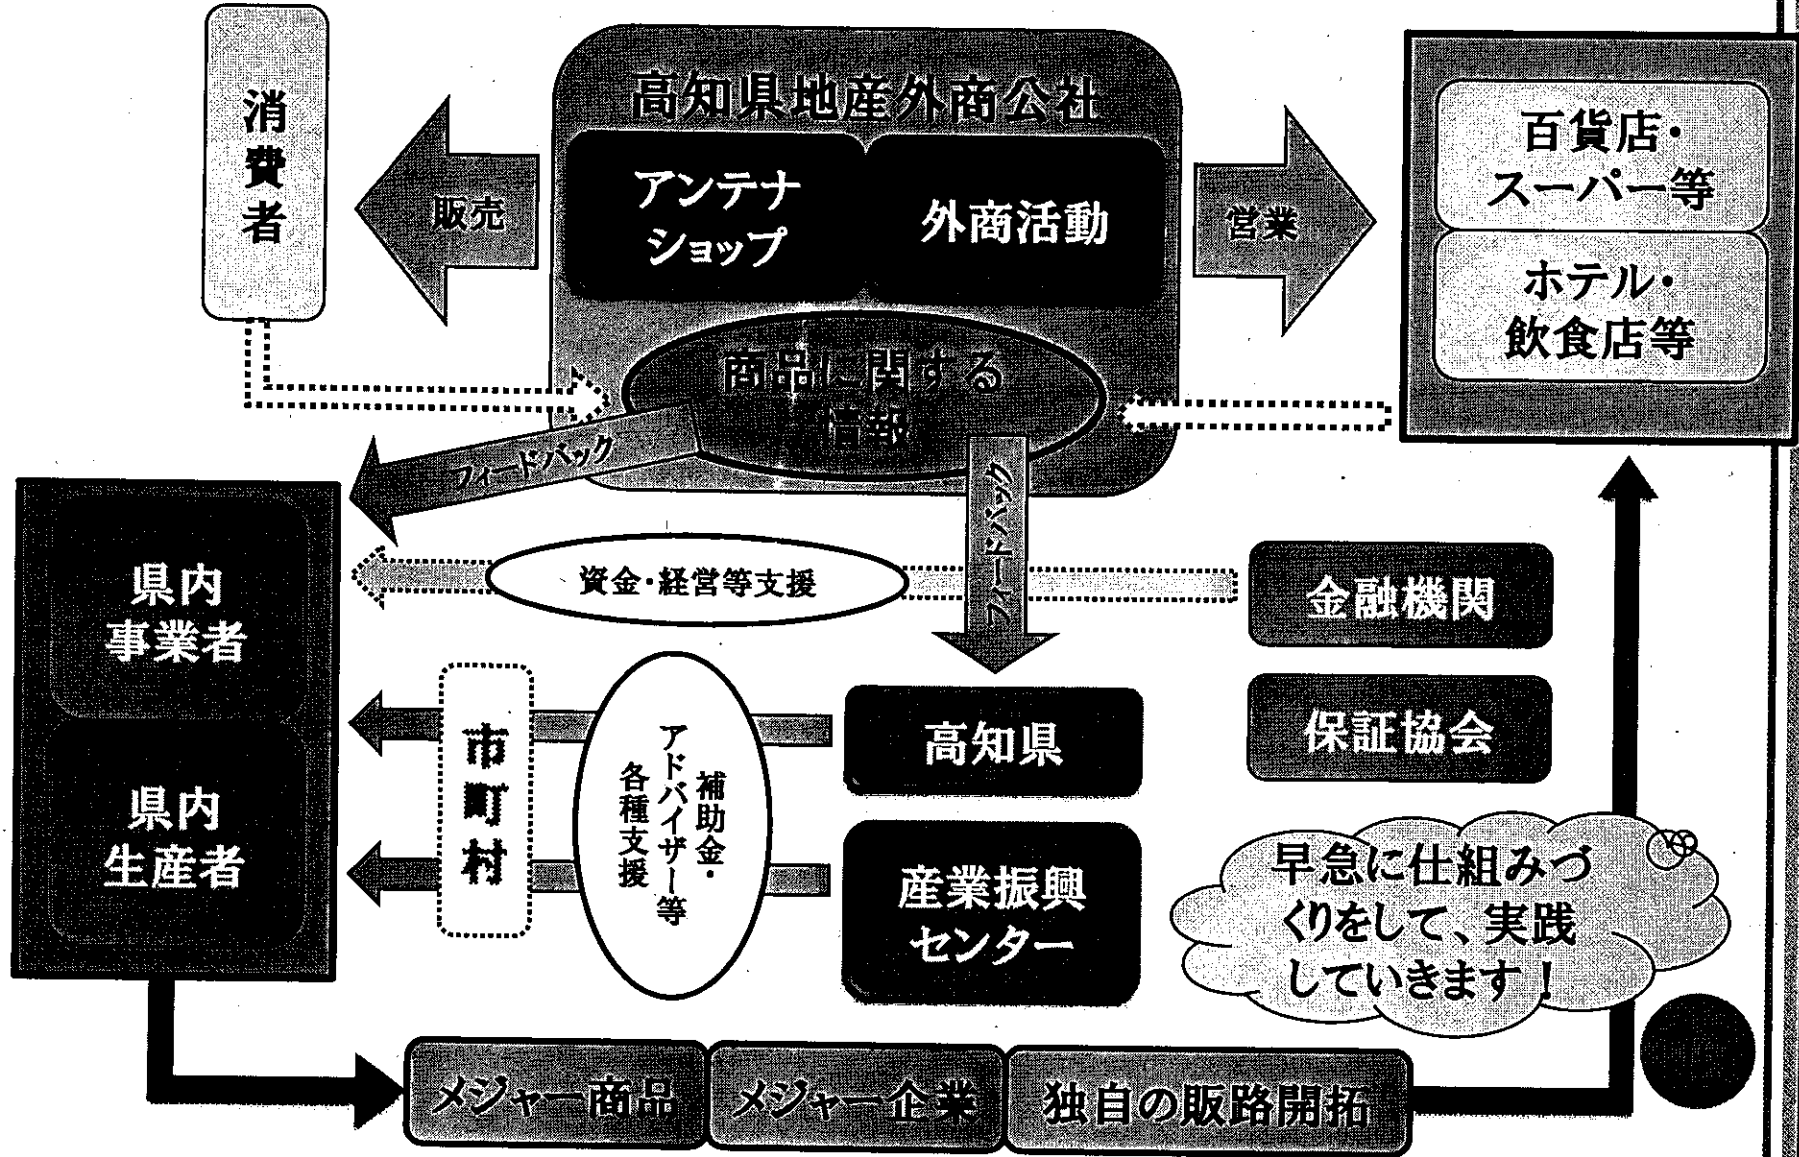 高知県地産外商公社
消費者
販売
アンテナ
ショップ
外商活動
営業
百貨店・
スーパー等
ホテル・
飲食店等
商品に関する
情報
フィードバック
フィードバック
県内
事業者
県内
生産者
資金・経営等支援
金融機関
保証協会
市町村
補助金・
アドバイザー等
各種支援
高知県
産業振興
センター
早急に仕組みづ
くりをして、実践
していきます！
メジャー商品
メジャー企業
独自の販路開拓